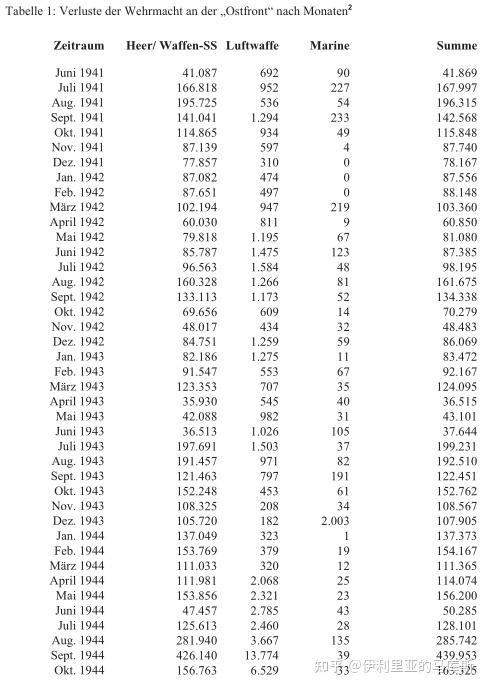 Tabelle 1: Verluste der Wehrmacht an der „Ostfront“ nach Monaten²
Zeitraum Heer/ Waffen-SS Luftwaffe Marine Summe
Juni 1941 41.087 692 90 41.869
Juli 1941 166.818 952 227 167.997
Aug. 1941 195.725 536 54 196.315
Sept. 1941 141.041 1.294 233 142.568
Okt. 1941 114.865 934 49 115.848
Nov. 1941 87.139 597 4 87.740
Dez. 1941 77.857 310 0 78.167
Jan. 1942 87.082 474 0 87.556
Feb. 1942 87.651 497 0 88.148
März 1942 102.194 947 219 103.360
April 1942 60.030 811 9 60.850
Mai 1942 79.818 1.195 67 81.080
Juni 1942 85.787 1.475 123 87.385
Juli 1942 96.563 1.584 48 98.195
Aug. 1942 160.328 1.266 81 161.675
Sept. 1942 133.113 1.173 52 134.338
Okt. 1942 69.656 609 14 70.279
Nov. 1942 48.017 434 32 48.483
Dez. 1942 84.751 1.259 59 86.069
Jan. 1943 82.186 1.275 11 83.472
Feb. 1943 91.547 553 67 92.167
März 1943 123.353 707 35 124.095
April 1943 35.930 545 40 36.515
Mai 1943 42.088 982 31 43.101
Juni 1943 36.513 1.026 105 37.644
Juli 1943 197.691 1.503 37 199.231
Aug. 1943 191.457 971 82 192.510
Sept. 1943 121.463 797 191 122.451
Okt. 1943 152.248 453 61 152.762
Nov. 1943 108.325 208 34 108.567
Dez. 1943 105.720 182 2.003 107.905
Jan. 1944 137.049 323 1 137.373
Feb. 1944 153.769 379 19 154.167
März 1944 111.033 320 12 111.365
April 1944 111.981 2.068 25 114.074
Mai 1944 153.856 2.321 23 156.200
Juni 1944 47.457 2.785 43 50.285
Juli 1944 125.613 2.460 28 128.101
Aug. 1944 281.940 3.667 135 285.742
Sept. 1944 426.140 13.774 39 439.953
Okt. 1944 156.763 6.529 33 163.325
知乎 @伊利里亚的马库斯